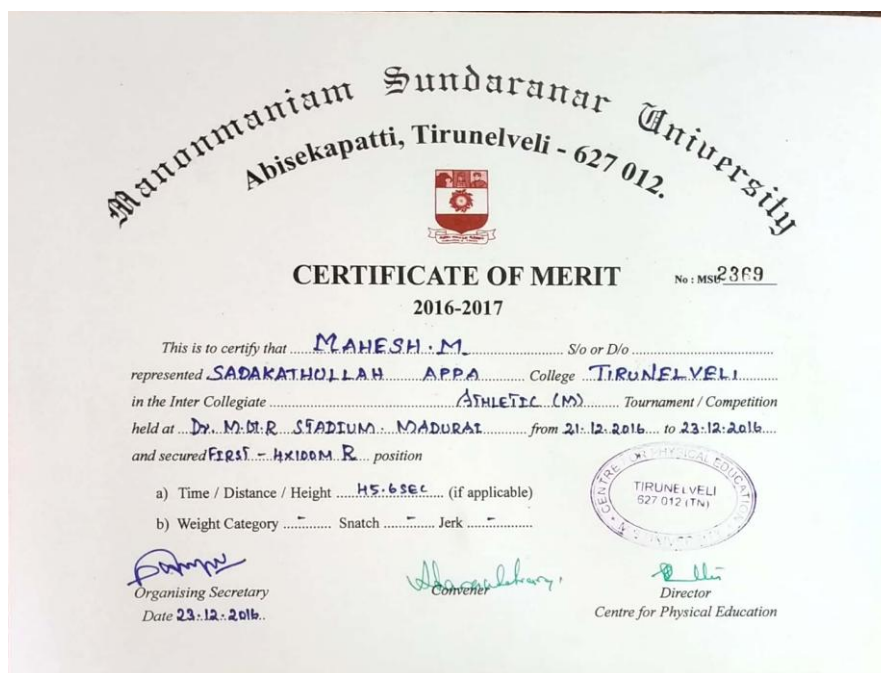 Manonmaniam Sundaranar University
Abisekapatti, Tirunelveli - 627 012.
CERTIFICATE OF MERIT
No : MSU 2369
2016-2017
This is to certify that MAHESH. M. S/o or D/o
represented SADAKATHULLAH APPA College TIRUNELVELI
in the Inter Collegiate ATHLETIC (M) Tournament / Competition
held at Dr. M.G.R STADIUM. MADURAI from 21.12.2016 to 23.12.2016
and secured FIRST - 4x100M R position
a) Time / Distance / Height 45.6 SEC (if applicable)
b) Weight Category - Snatch - Jerk -
CENTRE FOR PHYSICAL EDUCATION
TIRUNELVELI
627 012 (TN)
Organising Secretary
Convener
Director
Date 23.12.2016
Centre for Physical Education